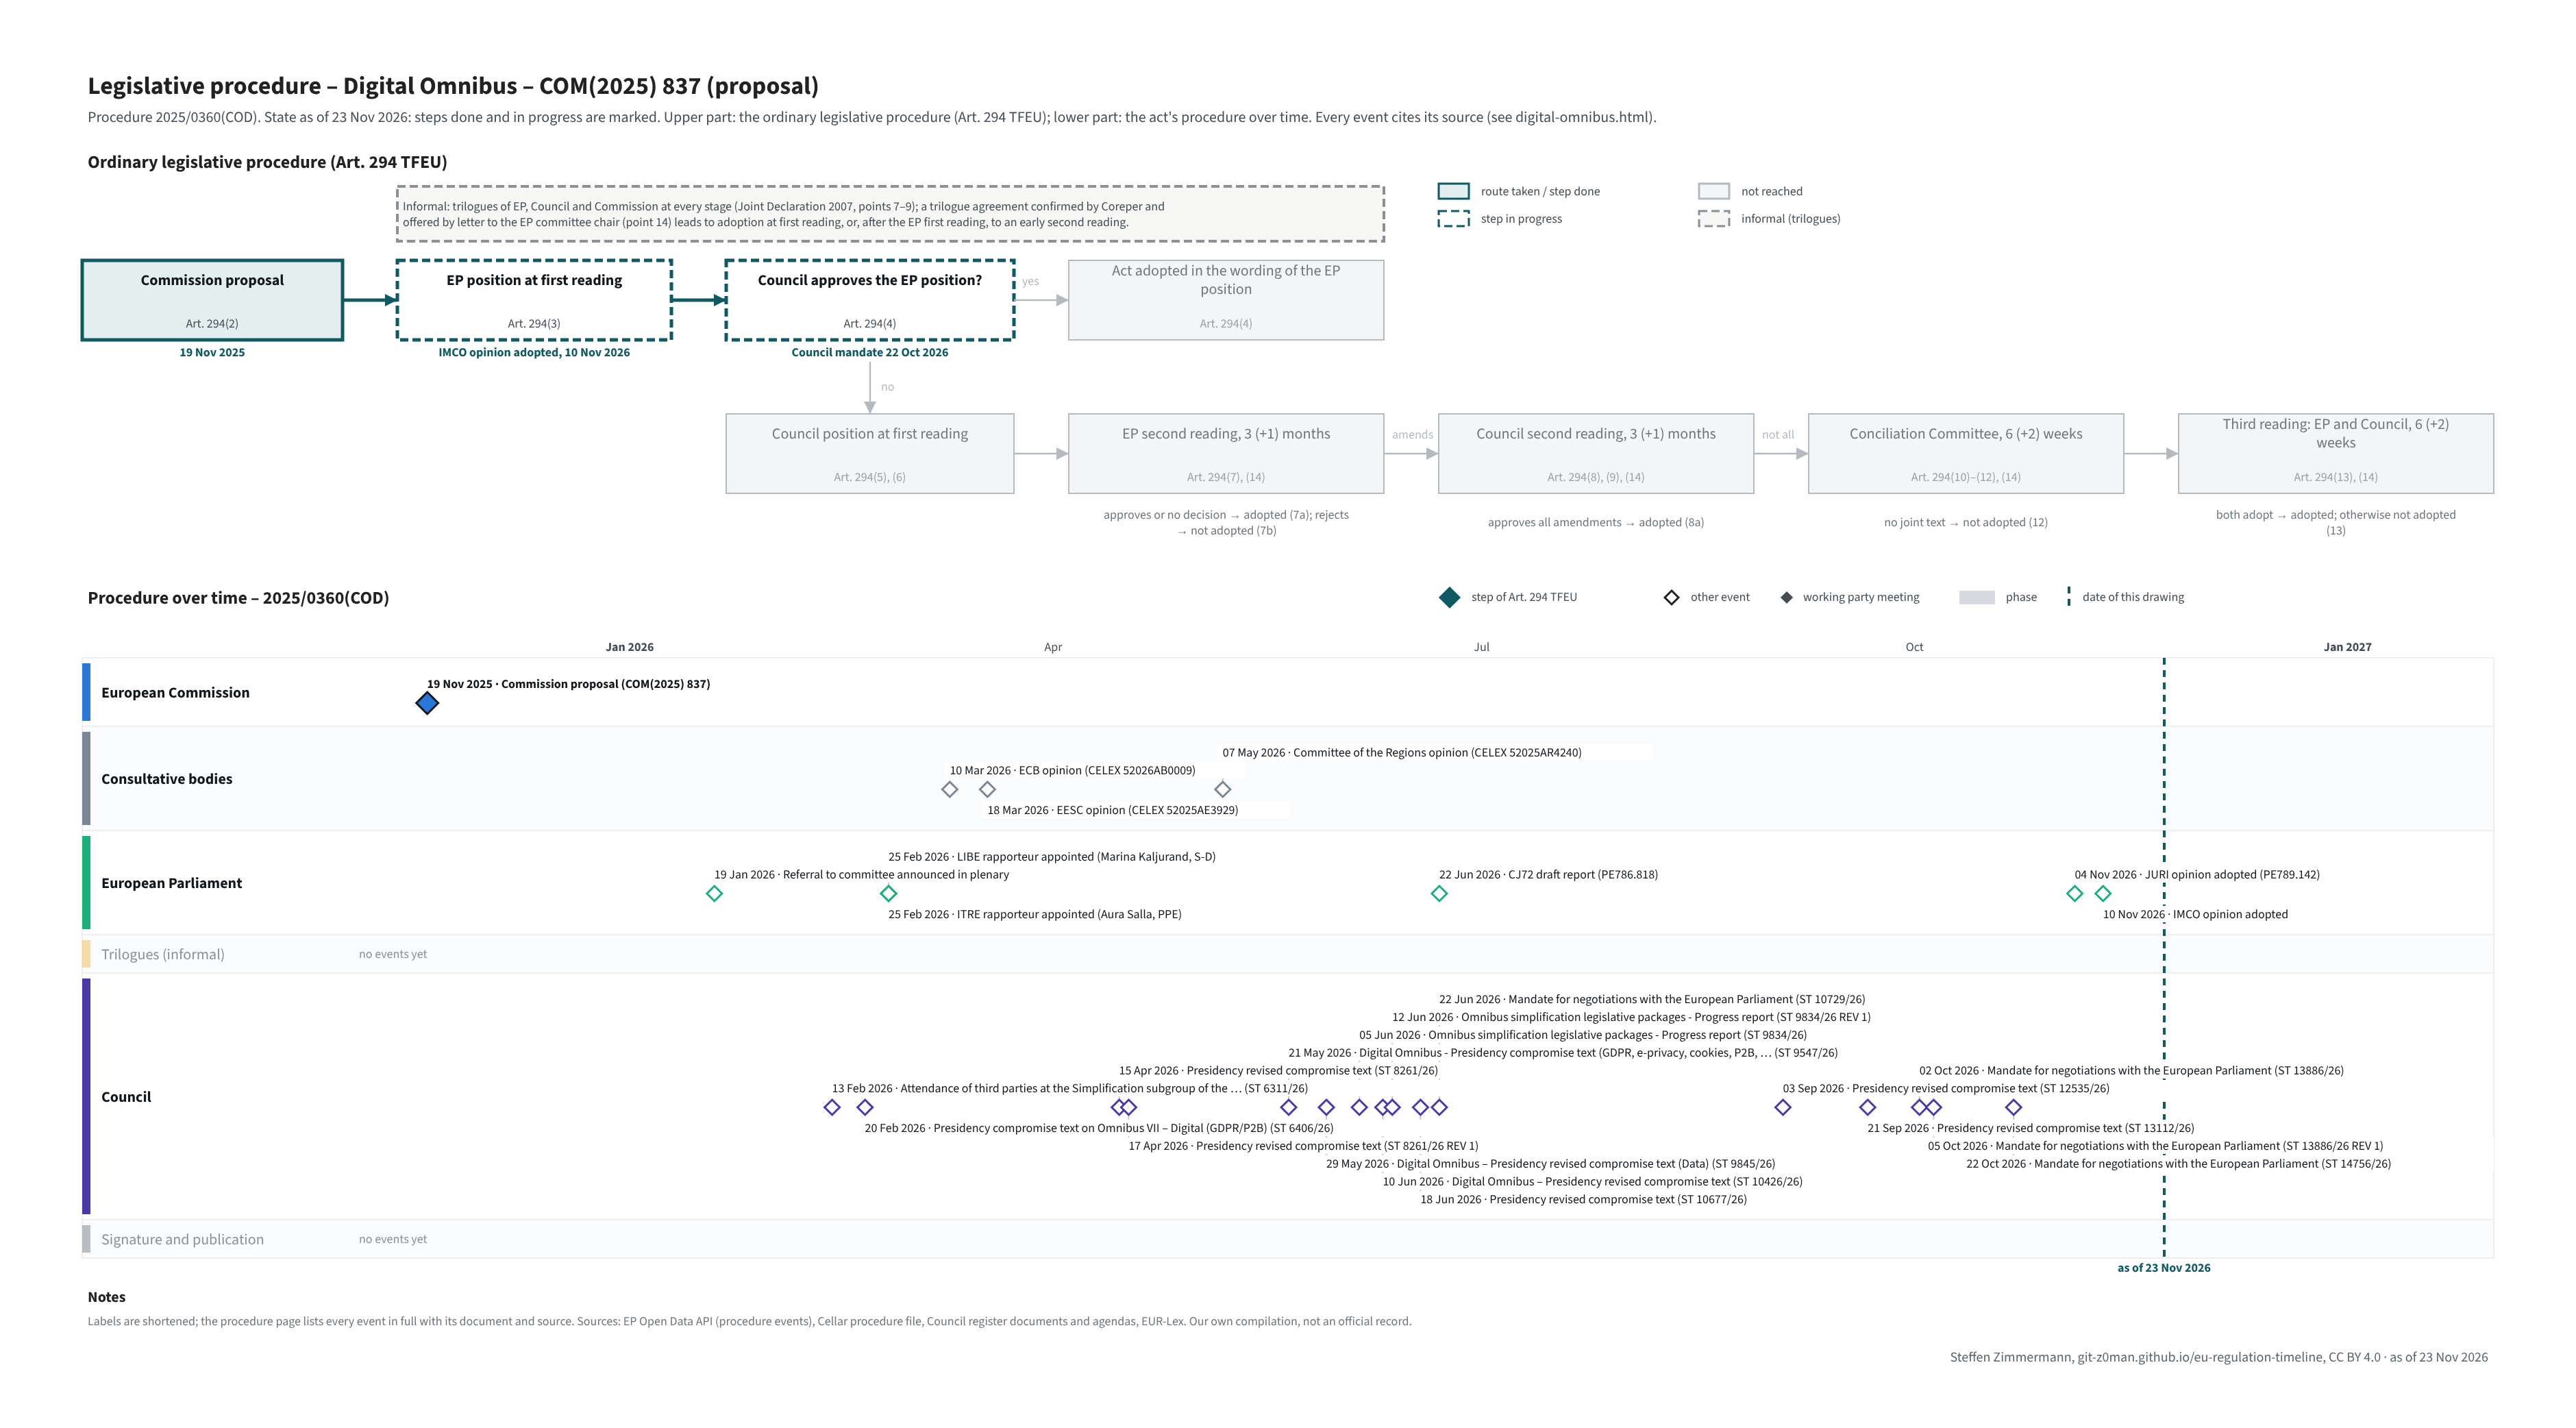 Legislative procedure – Digital Omnibus – COM(2025) 837 (proposal)
Procedure 2025/0360(COD). State as of 23 Nov 2026: steps done and in progress are marked. Upper part: the ordinary legislative procedure (Art. 294 TFEU); lower part: the act's procedure over time. Every event cites its source (see digital-omnibus.html).
Ordinary legislative procedure (Art. 294 TFEU)
Informal: trilogues of EP, Council and Commission at every stage (Joint Declaration 2007, points 7–9); a trilogue agreement confirmed by Coreper and
offered by letter to the EP committee chair (point 14) leads to adoption at first reading, or, after the EP first reading, to an early second reading.
route taken / step done
not reached
step in progress
informal (trilogues)
Commission proposal
Art. 294(2)
19 Nov 2025
EP position at first reading
Art. 294(3)
IMCO opinion adopted, 10 Nov 2026
Council approves the EP position?
Art. 294(4)
Council mandate 22 Oct 2026
yes
Act adopted in the wording of the EP
position
Art. 294(4)
no
Council position at first reading
Art. 294(5), (6)
EP second reading, 3 (+1) months
Art. 294(7), (14)
approves or no decision → adopted (7a); rejects
→ not adopted (7b)
amends
Council second reading, 3 (+1) months
Art. 294(8), (9), (14)
approves all amendments → adopted (8a)
not all
Conciliation Committee, 6 (+2) weeks
Art. 294(10)–(12), (14)
no joint text → not adopted (12)
Third reading: EP and Council, 6 (+2)
weeks
Art. 294(13), (14)
both adopt → adopted; otherwise not adopted
(13)
Procedure over time – 2025/0360(COD)
step of Art. 294 TFEU
other event
working party meeting
phase
date of this drawing
Jan 2026
Apr
Jul
Oct
Jan 2027
European Commission
19 Nov 2025 · Commission proposal (COM(2025) 837)
Consultative bodies
07 May 2026 · Committee of the Regions opinion (CELEX 52025AR4240)
10 Mar 2026 · ECB opinion (CELEX 52026AB0009)
18 Mar 2026 · EESC opinion (CELEX 52025AE3929)
European Parliament
25 Feb 2026 · LIBE rapporteur appointed (Marina Kaljurand, S-D)
19 Jan 2026 · Referral to committee announced in plenary
22 Jun 2026 · CJ72 draft report (PE786.818)
04 Nov 2026 · JURI opinion adopted (PE789.142)
25 Feb 2026 · ITRE rapporteur appointed (Aura Salla, PPE)
10 Nov 2026 · IMCO opinion adopted
Trilogues (informal)
no events yet
Council
22 Jun 2026 · Mandate for negotiations with the European Parliament (ST 10729/26)
12 Jun 2026 · Omnibus simplification legislative packages - Progress report (ST 9834/26 REV 1)
05 Jun 2026 · Omnibus simplification legislative packages - Progress report (ST 9834/26)
21 May 2026 · Digital Omnibus - Presidency compromise text (GDPR, e-privacy, cookies, P2B, … (ST 9547/26)
15 Apr 2026 · Presidency revised compromise text (ST 8261/26)
02 Oct 2026 · Mandate for negotiations with the European Parliament (ST 13886/26)
13 Feb 2026 · Attendance of third parties at the Simplification subgroup of the … (ST 6311/26)
03 Sep 2026 · Presidency revised compromise text (ST 12535/26)
20 Feb 2026 · Presidency compromise text on Omnibus VII – Digital (GDPR/P2B) (ST 6406/26)
21 Sep 2026 · Presidency revised compromise text (ST 13112/26)
17 Apr 2026 · Presidency revised compromise text (ST 8261/26 REV 1)
05 Oct 2026 · Mandate for negotiations with the European Parliament (ST 13886/26 REV 1)
29 May 2026 · Digital Omnibus – Presidency revised compromise text (Data) (ST 9845/26)
22 Oct 2026 · Mandate for negotiations with the European Parliament (ST 14756/26)
10 Jun 2026 · Digital Omnibus – Presidency revised compromise text (ST 10426/26)
18 Jun 2026 · Presidency revised compromise text (ST 10677/26)
Signature and publication
no events yet
as of 23 Nov 2026
Notes
Labels are shortened; the procedure page lists every event in full with its document and source. Sources: EP Open Data API (procedure events), Cellar procedure file, Council register documents and agendas, EUR-Lex. Our own compilation, not an official record.
Steffen Zimmermann, git-z0man.github.io/eu-regulation-timeline, CC BY 4.0 · as of 23 Nov 2026